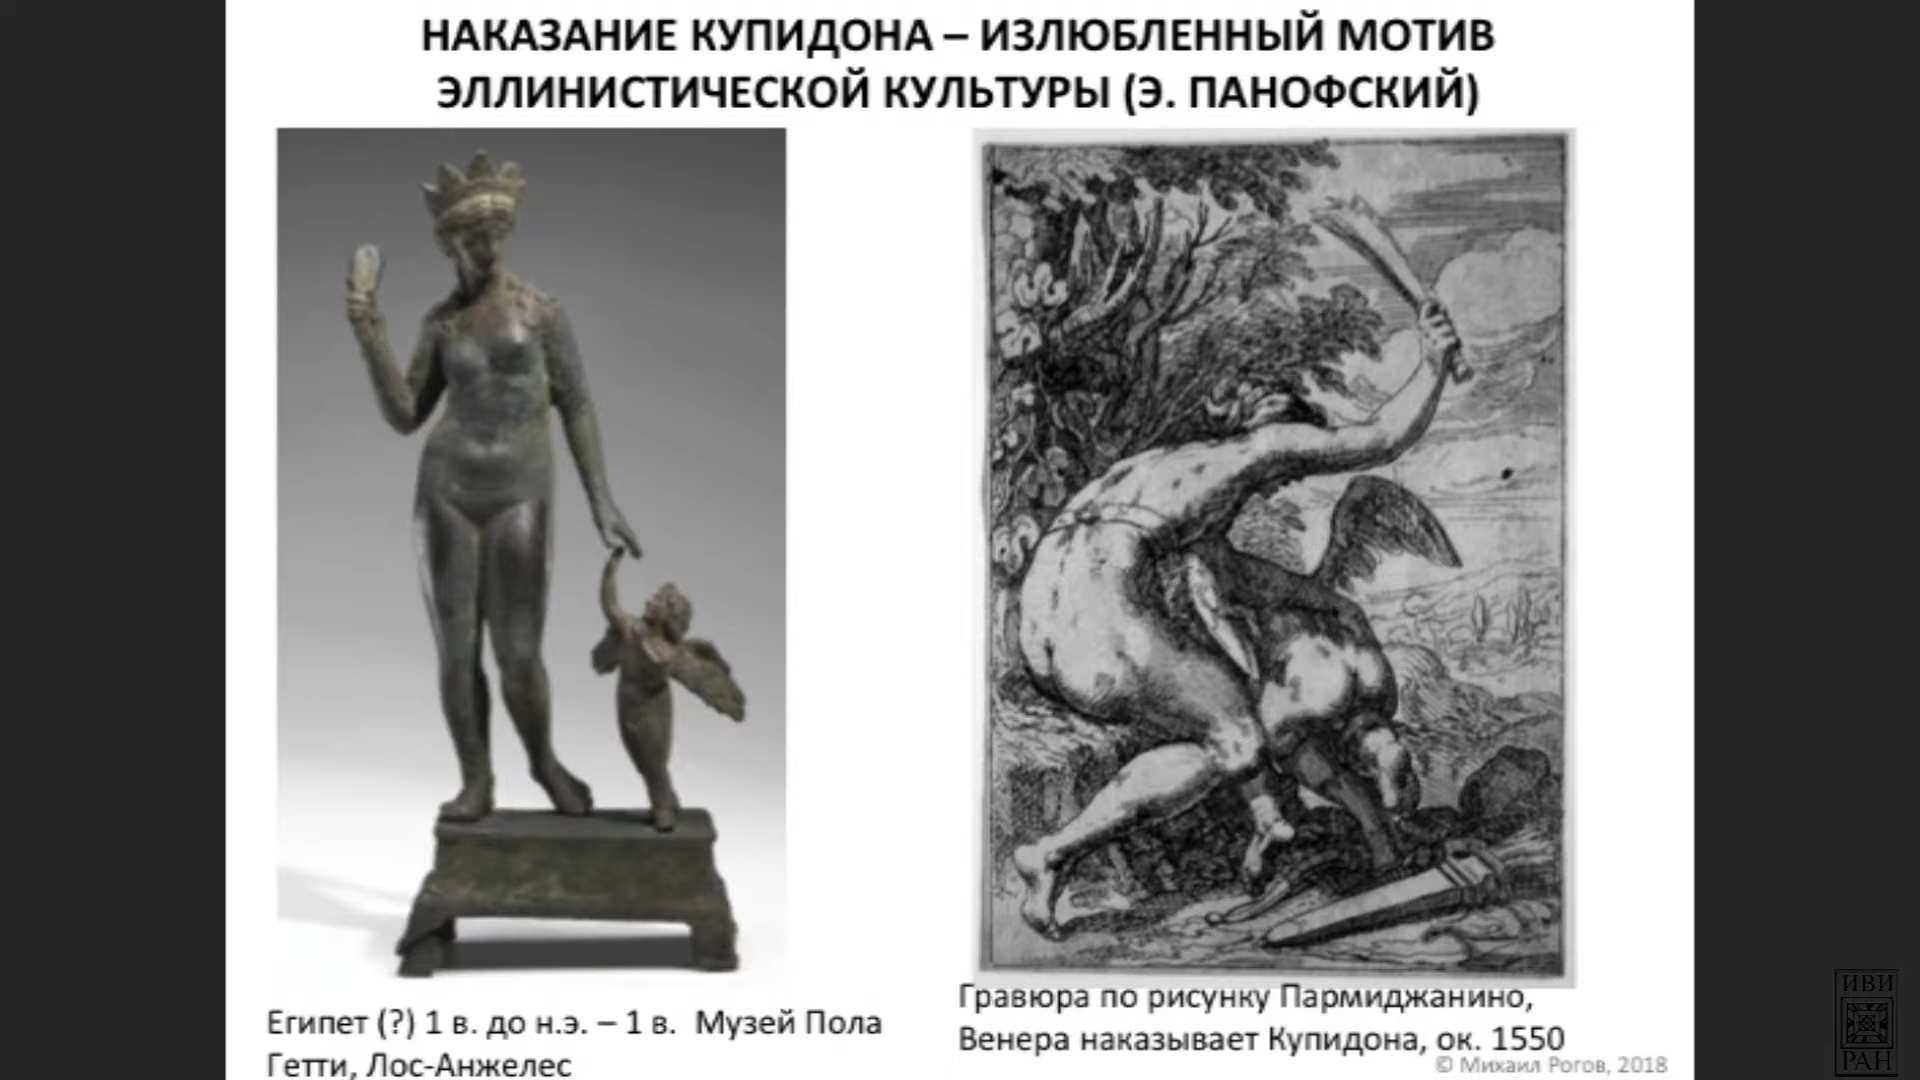 НАКАЗАНИЕ КУПИДОНА – ИЗЛЮБЛЕННЫЙ МОТИВ
ЭЛЛИНИСТИЧЕСКОЙ КУЛЬТУРЫ (Э. ПАНОФСКИЙ)
Египет (?) 1 в. до н.э. – 1 в. Музей Пола
Гетти, Лос-Анжелес
Гравюра по рисунку Пармиджанино,
Венера наказывает Купидона, ок. 1550
© Михаил Рогов, 2018
ИВИ
РАН